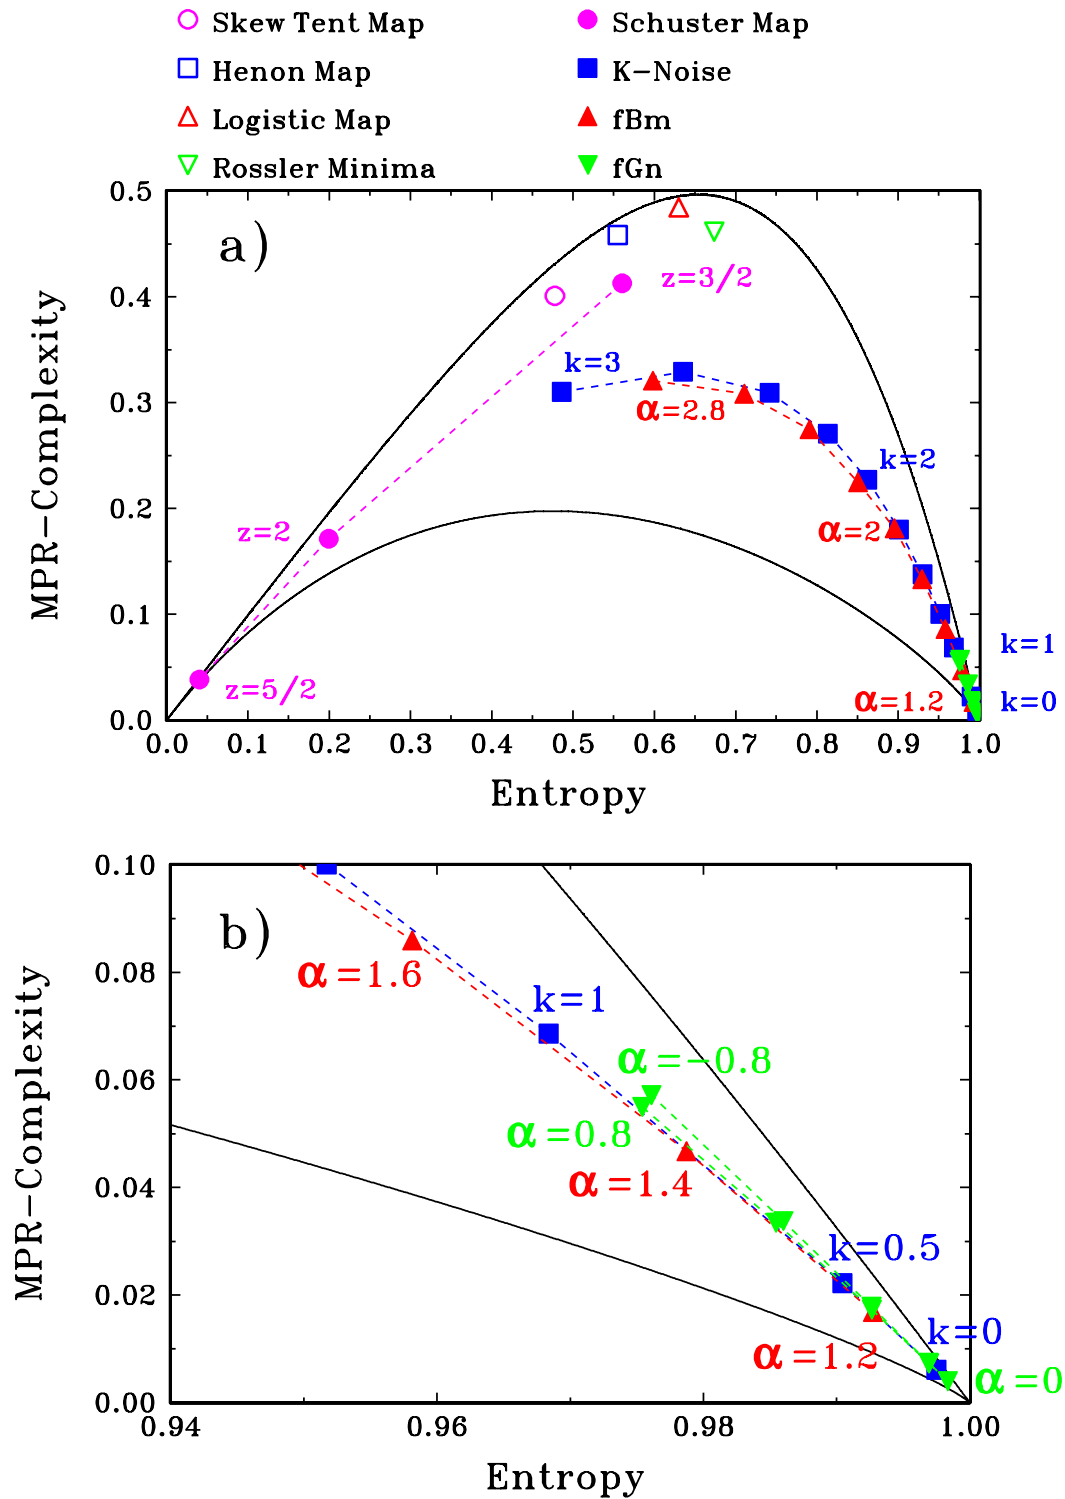 Skew Tent Map Schuster Map
Henon Map K-Noise
Logistic Map fBm
Rossler Minima fGn
a)
MPR-Complexity
0.5
0.4
0.3
0.2
0.1
0.0
z=3/2
k=3
α=2.8
k=2
z=2
α=2
k=1
z=5/2
α=1.2
k=0
0.0 0.1 0.2 0.3 0.4 0.5 0.6 0.7 0.8 0.9 1.0
Entropy
b)
MPR-Complexity
0.10
0.08
0.06
0.04
0.02
0.00
α=1.6
k=1
α=-0.8
α=0.8
α=1.4
k=0.5
k=0
α=1.2
α=0
0.94 0.96 0.98 1.00
Entropy